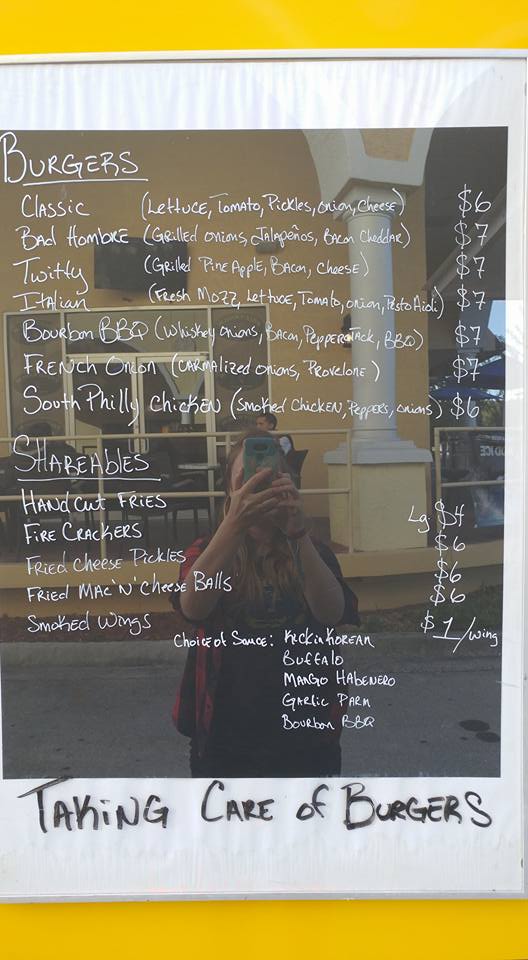 BURGERS
Classic (Lettuce, Tomato, Pickles, Onion, Cheese) $6
Bad Hombre (Grilled Onions, Jalapeños, Bacon Cheddar) $7
Twitty (Grilled PineApple, Bacon, Cheese) $7
Italian (Fresh Mozz, Lettuce, Tomato, Onion, Pesto Aioli) $7
Bourbon BBQ (Whiskey Onions, Bacon, PepperJack, BBQ) $7
French Onion (Carmalized Onions, Provelone) $7
South Philly Chicken (Smoked Chicken, Peppers, Onions) $6
SHAREABLES
Handcut Fries Lg $4
Fire Crackers $6
Fried Cheese Pickles $6
Fried Mac 'N' Cheese Balls $6
Smoked Wings $1/wing
Choice of Sauce: Kickin Korean
Buffalo
Mango Habenero
Garlic Parm
Bourbon BBQ
TAKING CARE of BURGERS